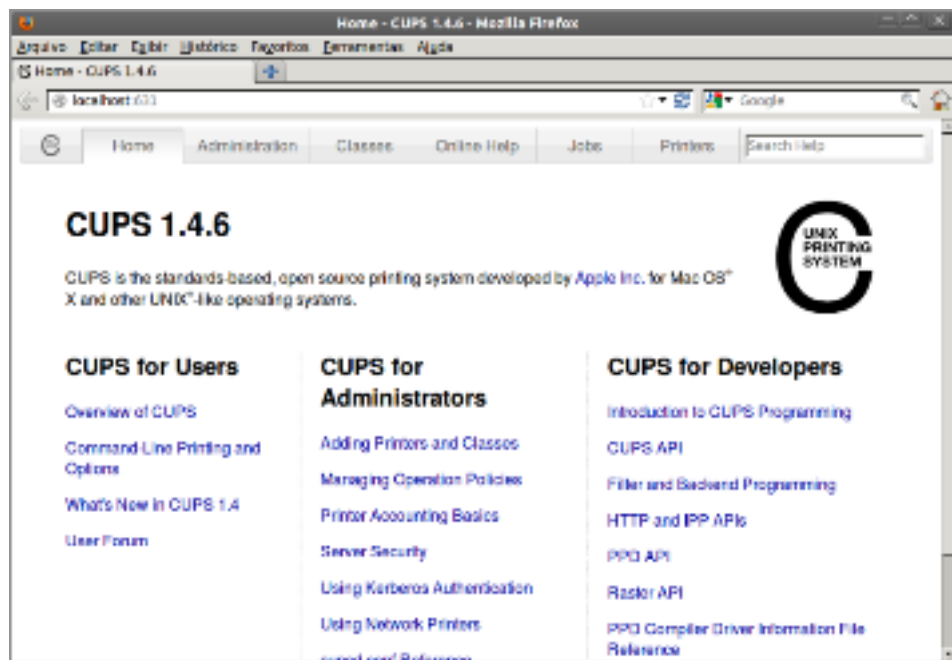 Home - CUPS 1.4.6 - Mozilla Firefox
Arquivo Editar Exibir Histórico Favoritos Ferramentas Ajuda
Home - CUPS 1.4.6
localhost:631
Google
Home Administration Classes Online Help Jobs Printers Search Help
CUPS 1.4.6
UNIX
PRINTING
SYSTEM
CUPS is the standards-based, open source printing system developed by Apple Inc. for Mac OS®
X and other UNIX®-like operating systems.
CUPS for Users
Overview of CUPS
Command-Line Printing and
Options
What's New in CUPS 1.4
User Forum
CUPS for
Administrators
Adding Printers and Classes
Managing Operation Policies
Printer Accounting Basics
Server Security
Using Kerberos Authentication
Using Network Printers
cupsd.conf Reference
CUPS for Developers
Introduction to CUPS Programming
CUPS API
Filter and Backend Programming
HTTP and IPP APIs
PPD API
Raster API
PPD Compiler Driver Information File
Reference